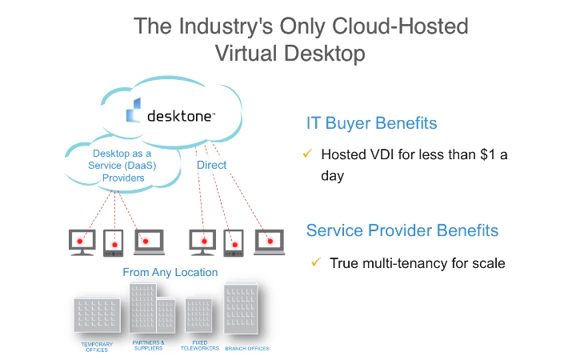 The Industry's Only Cloud-Hosted
Virtual Desktop
desktone™
Desktop as a
Service (DaaS)
Providers
Direct
From Any Location
TEMPORARY
OFFICES
PARTNERS &
SUPPLIERS
FIXED
TELEWORKERS
BRANCH OFFICES
IT Buyer Benefits
✓ Hosted VDI for less than $1 a
day
Service Provider Benefits
✓ True multi-tenancy for scale